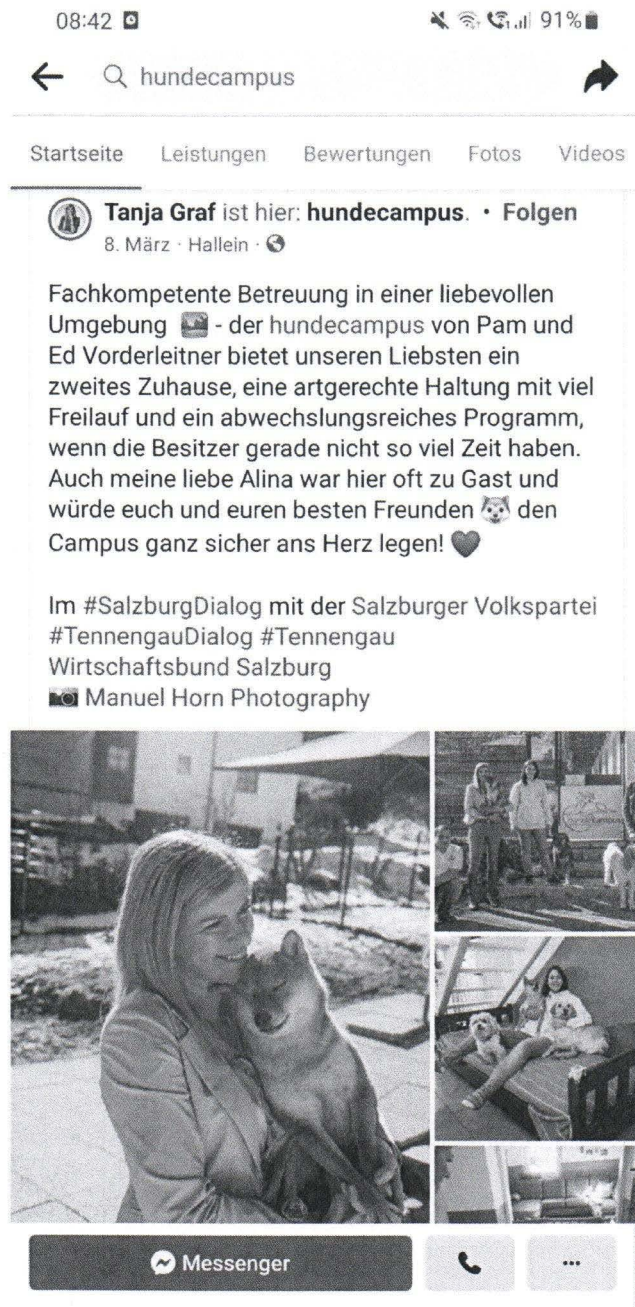 08:42 91%
hundecampus
Startseite Leistungen Bewertungen Fotos Videos
Tanja Graf ist hier: hundecampus. · Folgen
8. März · Hallein ·
Fachkompetente Betreuung in einer liebevollen
Umgebung 🏞️ - der hundecampus von Pam und
Ed Vorderleitner bietet unseren Liebsten ein
zweites Zuhause, eine artgerechte Haltung mit viel
Freilauf und ein abwechslungsreiches Programm,
wenn die Besitzer gerade nicht so viel Zeit haben.
Auch meine liebe Alina war hier oft zu Gast und
würde euch und euren besten Freunden 🐺 den
Campus ganz sicher ans Herz legen! ❤️
Im #SalzburgDialog mit der Salzburger Volkspartei
#TennengauDialog #Tennengau
Wirtschaftsbund Salzburg
📷 Manuel Horn Photography
Messenger